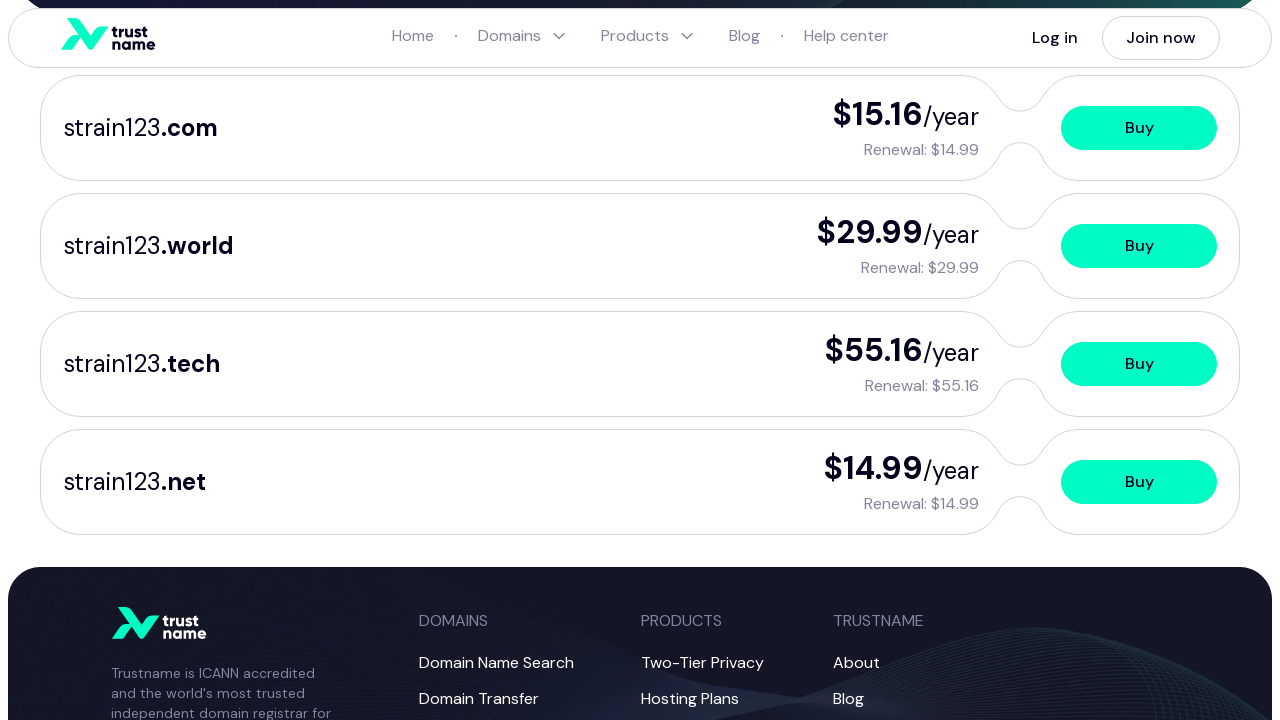 trust
name
Home · Domains Products Blog · Help center Log in Join now
strain123.com
$15.16/year
Renewal: $14.99
Buy
strain123.world
$29.99/year
Renewal: $29.99
Buy
strain123.tech
$55.16/year
Renewal: $55.16
Buy
strain123.net
$14.99/year
Renewal: $14.99
Buy
trust
name
Trustname is ICANN accredited
and the world's most trusted
independent domain registrar for
DOMAINS
Domain Name Search
Domain Transfer
PRODUCTS
Two-Tier Privacy
Hosting Plans
TRUSTNAME
About
Blog